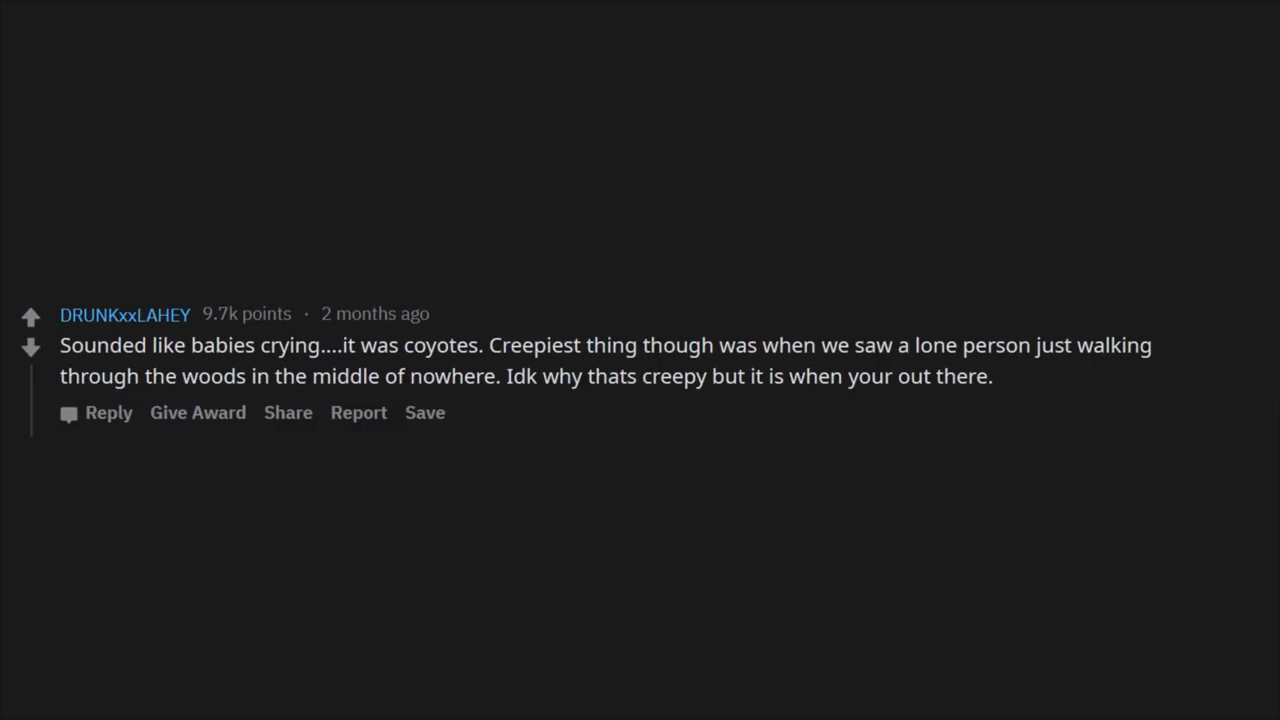 DRUNKxxLAHEY 9.7k points · 2 months ago
Sounded like babies crying....it was coyotes. Creepiest thing though was when we saw a lone person just walking
through the woods in the middle of nowhere. Idk why thats creepy but it is when your out there.
Reply Give Award Share Report Save